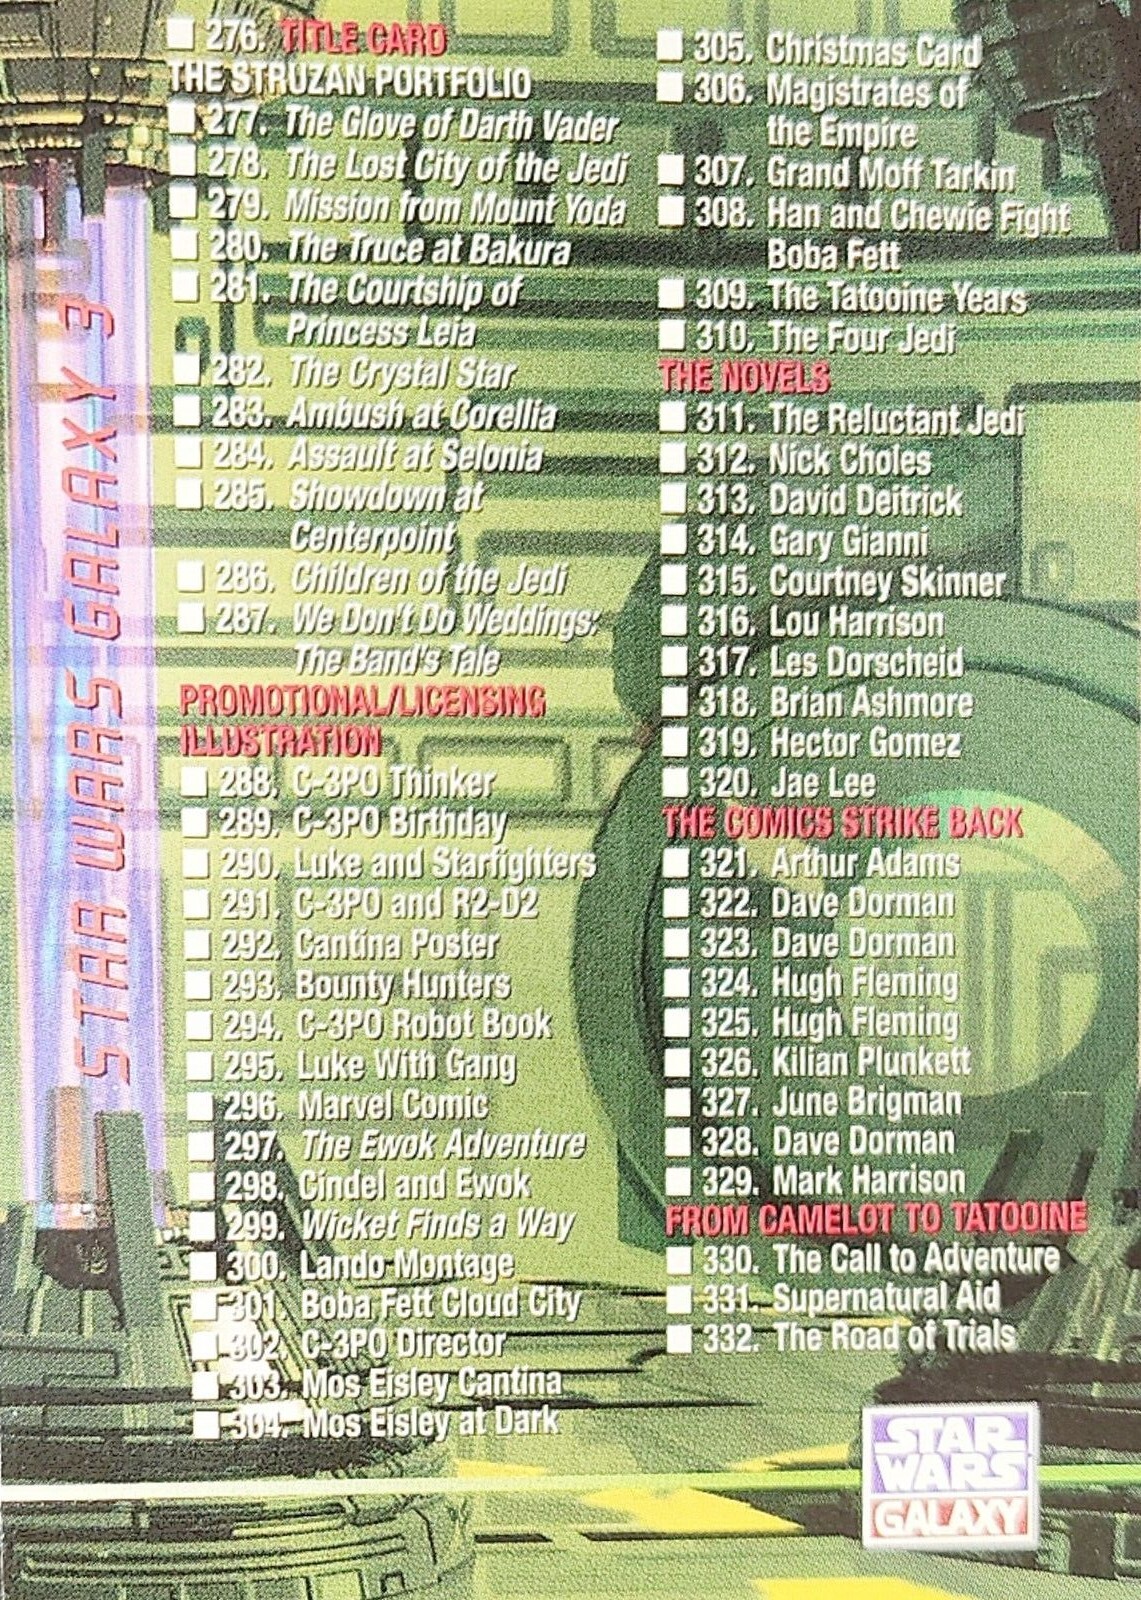 STAR WARS GALAXY 3
276. TITLE CARD
THE STRUZAN PORTFOLIO
277. The Glove of Darth Vader
278. The Lost City of the Jedi
279. Mission from Mount Yoda
280. The Truce at Bakura
281. The Courtship of
Princess Leia
282. The Crystal Star
283. Ambush at Corellia
284. Assault at Selonia
285. Showdown at
Centerpoint
286. Children of the Jedi
287. We Don't Do Weddings:
The Band's Tale
PROMOTIONAL/LICENSING
ILLUSTRATION
288. C-3PO Thinker
289. C-3PO Birthday
290. Luke and Starfighters
291. C-3PO and R2-D2
292. Cantina Poster
293. Bounty Hunters
294. C-3PO Robot Book
295. Luke With Gang
296. Marvel Comic
297. The Ewok Adventure
298. Cindel and Ewok
299. Wicket Finds a Way
300. Lando Montage
301. Boba Fett Cloud City
302. C-3PO Director
303. Mos Eisley Cantina
304. Mos Eisley at Dark
305. Christmas Card
306. Magistrates of
the Empire
307. Grand Moff Tarkin
308. Han and Chewie Fight
Boba Fett
309. The Tatooine Years
310. The Four Jedi
THE NOVELS
311. The Reluctant Jedi
312. Nick Choles
313. David Deitrick
314. Gary Gianni
315. Courtney Skinner
316. Lou Harrison
317. Les Dorscheid
318. Brian Ashmore
319. Hector Gomez
320. Jae Lee
THE COMICS STRIKE BACK
321. Arthur Adams
322. Dave Dorman
323. Dave Dorman
324. Hugh Fleming
325. Hugh Fleming
326. Kilian Plunkett
327. June Brigman
328. Dave Dorman
329. Mark Harrison
FROM CAMELOT TO TATOOINE
330. The Call to Adventure
331. Supernatural Aid
332. The Road of Trials
STAR
WARS
GALAXY